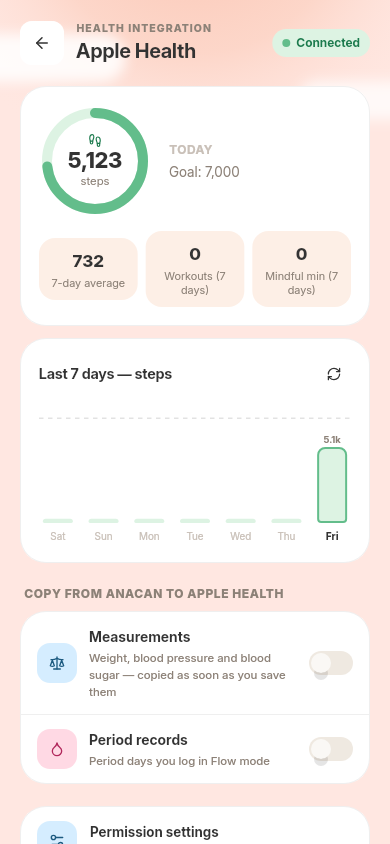 HEALTH INTEGRATION
Apple Health
Connected
5,123
steps
TODAY
Goal: 7,000
732
7-day average
0
Workouts (7
days)
0
Mindful min (7
days)
Last 7 days — steps
5.1k
Sat Sun Mon Tue Wed Thu Fri
COPY FROM ANACAN TO APPLE HEALTH
Measurements
Weight, blood pressure and blood
sugar — copied as soon as you save
them
Period records
Period days you log in Flow mode
Permission settings